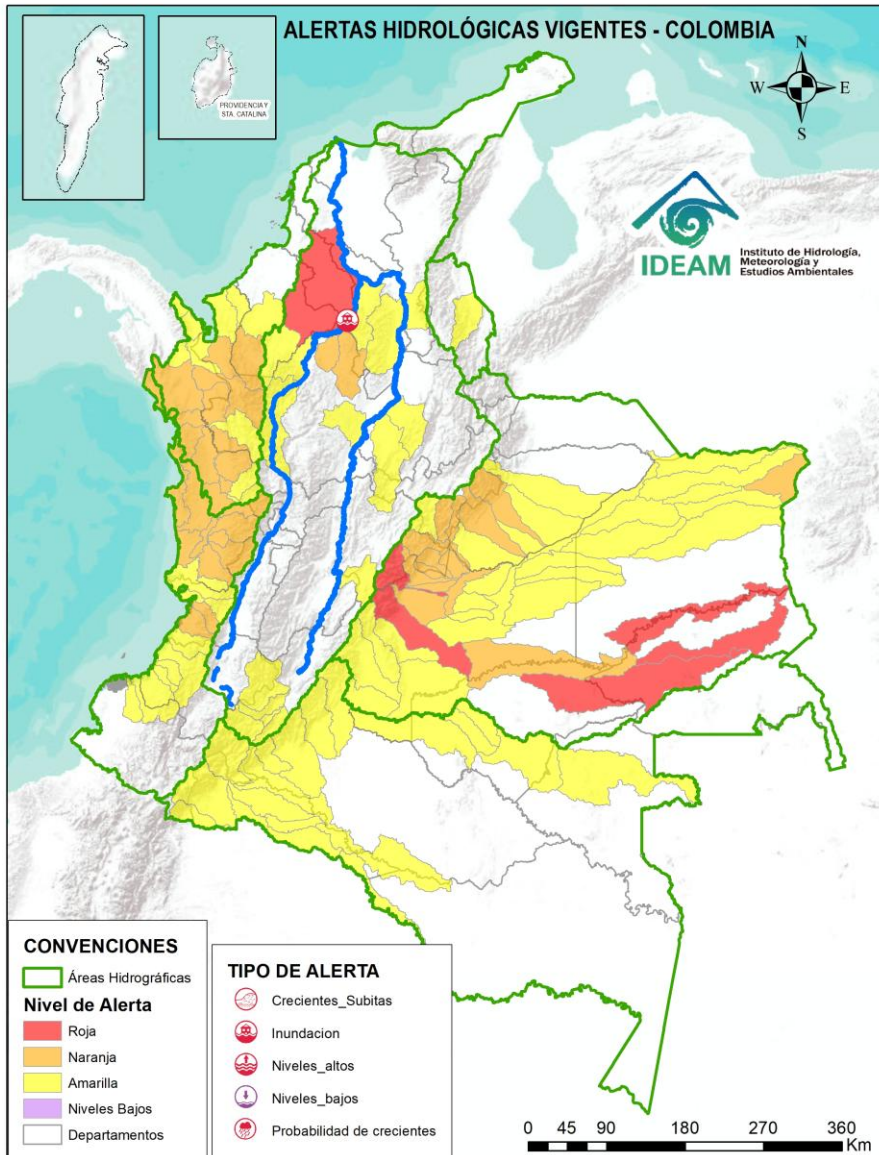 ALERTAS HIDROLÓGICAS VIGENTES - COLOMBIA
PROVIDENCIA Y
STA. CATALINA
N
W
E
S
IDEAM
Instituto de Hidrología,
Meteorología y
Estudios Ambientales
CONVENCIONES
Áreas Hidrográficas
Nivel de Alerta
Roja
Naranja
Amarilla
Niveles Bajos
Departamentos
TIPO DE ALERTA
Crecientes_Subitas
Inundacion
Niveles_altos
Niveles_bajos
Probabilidad de crecientes
0 45 90 180 270 360
Km